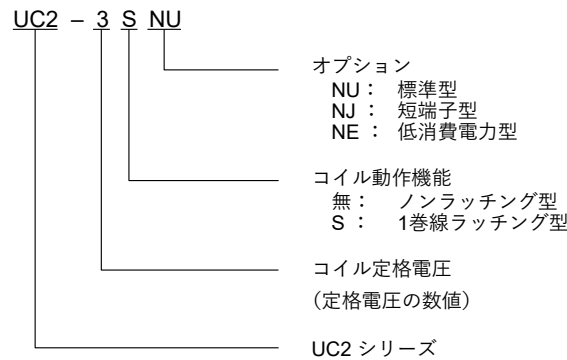 UC2 – 3 S NU
オプション
NU： 標準型
NJ： 短端子型
NE： 低消費電力型
コイル動作機能
無： ノンラッチング型
S： 1巻線ラッチング型
コイル定格電圧
（定格電圧の数値）
UC2 シリーズ